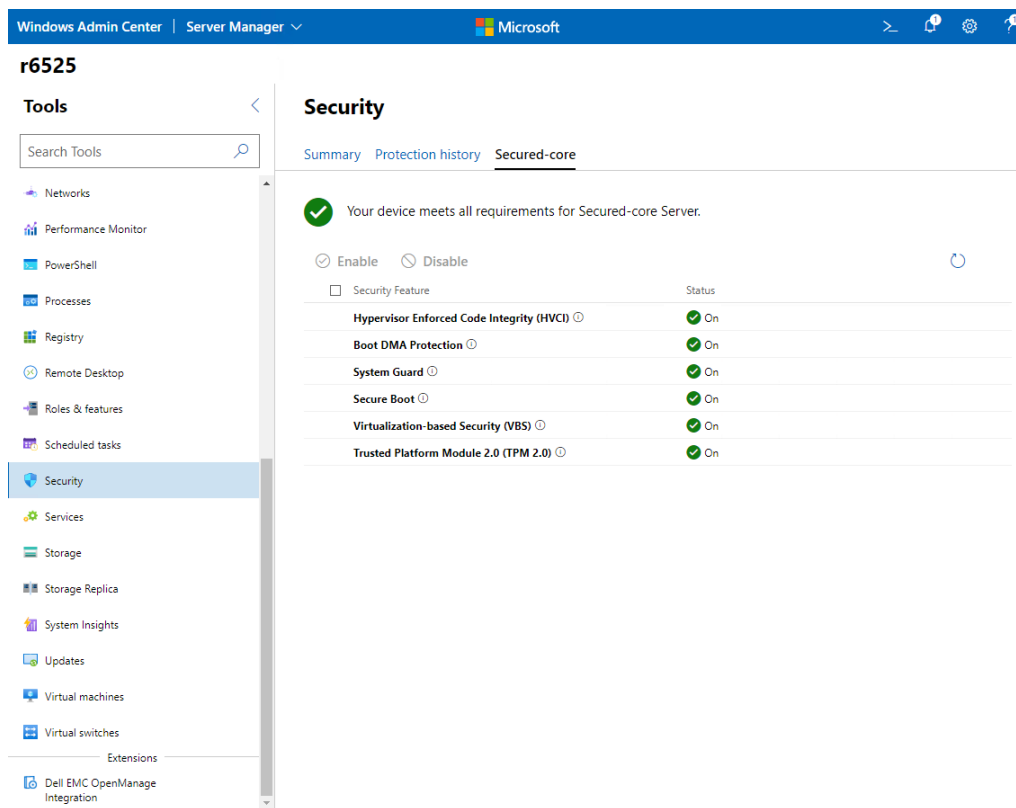 Windows Admin Center | Server Manager
Microsoft
1
r6525
Tools
Search Tools
Networks
Performance Monitor
PowerShell
Processes
Registry
Remote Desktop
Roles & features
Scheduled tasks
Security
Services
Storage
Storage Replica
System Insights
Updates
Virtual machines
Virtual switches
Extensions
Dell EMC OpenManage
Integration
Security
Summary Protection history Secured-core
Your device meets all requirements for Secured-core Server.
Enable Disable
Security Feature Status
Hypervisor Enforced Code Integrity (HVCI) On
Boot DMA Protection On
System Guard On
Secure Boot On
Virtualization-based Security (VBS) On
Trusted Platform Module 2.0 (TPM 2.0) On